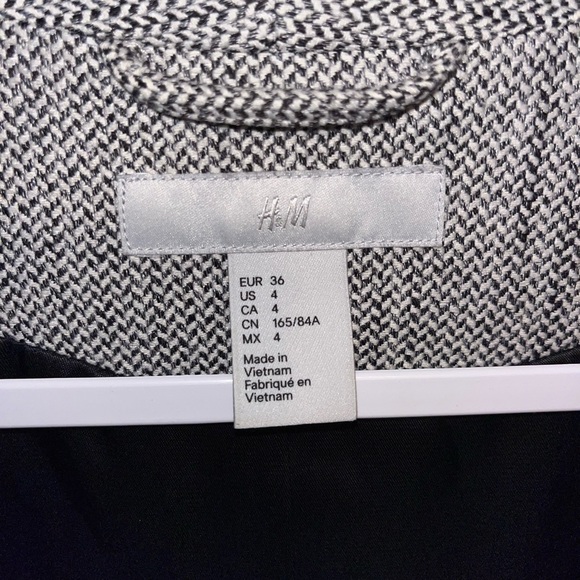 H&M
EUR 36
US 4
CA 4
CN 165/84A
MX 4
Made in
Vietnam
Fabriqué en
Vietnam